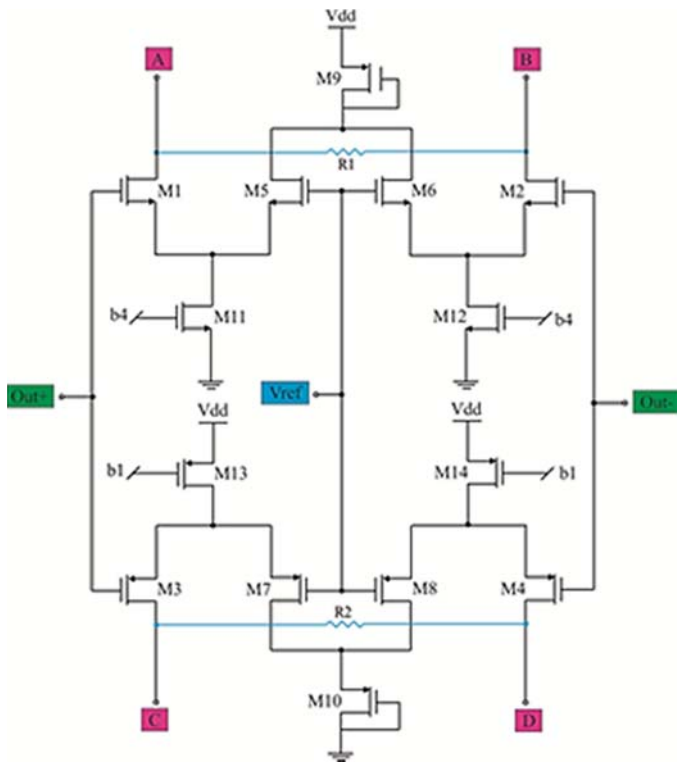 Vdd
A
B
M9
R1
M1
M5
M6
M2
b4
M11
M12
b4
Out+
Vref
Out-
Vdd
Vdd
b1
M13
M14
b1
M3
M7
M8
M4
R2
M10
C
D